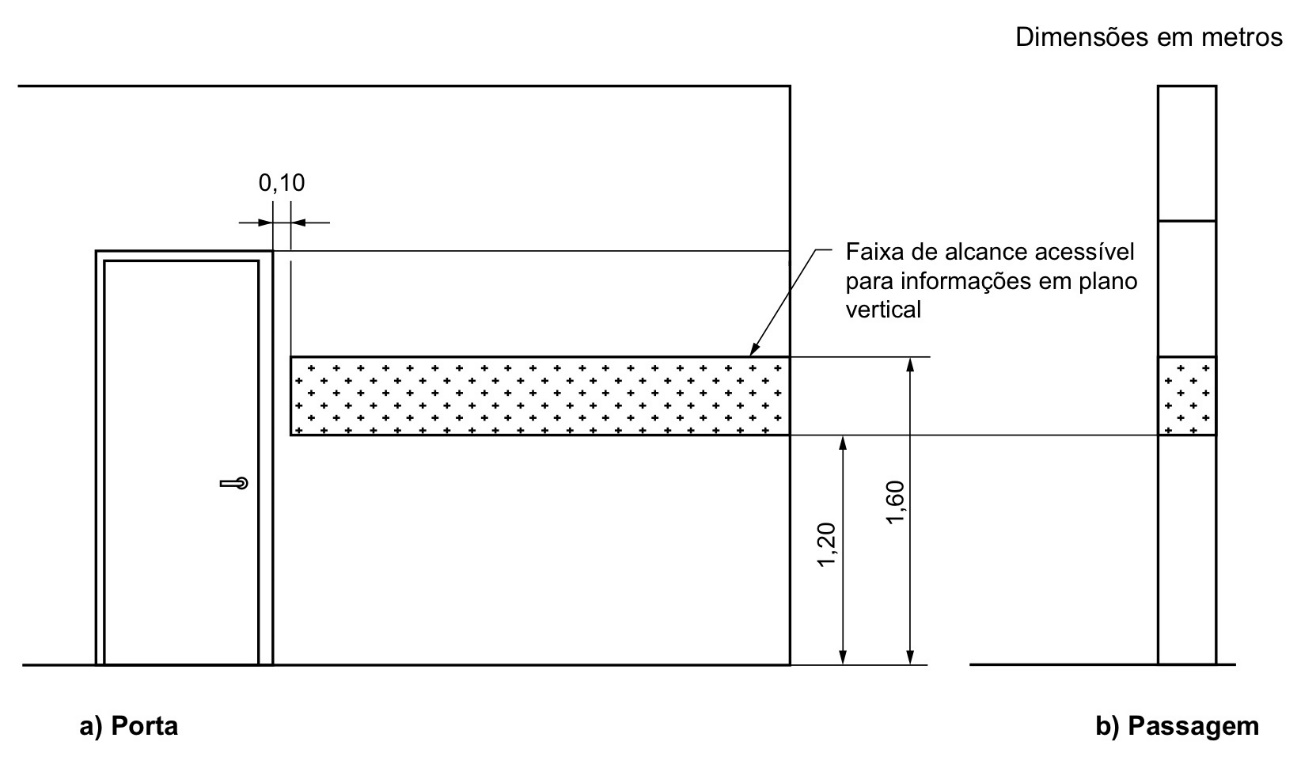 Dimensões em metros
0,10
Faixa de alcance acessível
para informações em plano
vertical
1,20
1,60
a) Porta
b) Passagem